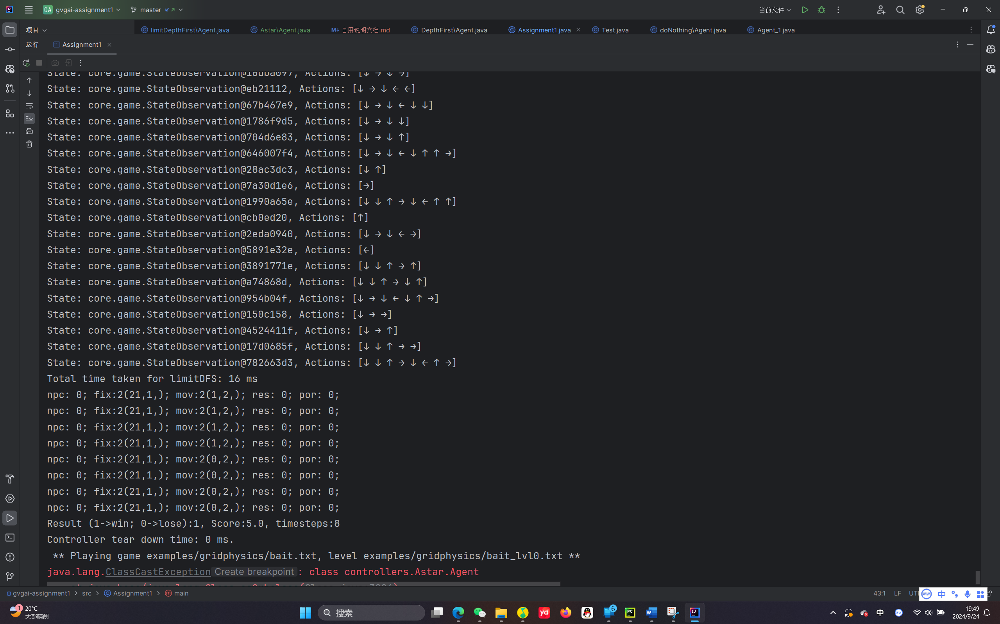 GA gvgai-assignment1 master 当前文件
项目 limitDepthFirst\Agent.java Astar\Agent.java M↓ 自用说明文档.md DepthFirst\Agent.java Assignment1.java Test.java doNothing\Agent.java Agent_1.java
运行 Assignment1
State: core.game.StateObservation@10dba097, Actions: [↓ → ↓ →]
State: core.game.StateObservation@eb21112, Actions: [↓ → ↓ ← ←]
State: core.game.StateObservation@67b467e9, Actions: [↓ → ↓ ← ↓ ↓]
State: core.game.StateObservation@1786f9d5, Actions: [↓ → ↓ ↓]
State: core.game.StateObservation@704d6e83, Actions: [↓ → ↓ ↑]
State: core.game.StateObservation@646007f4, Actions: [↓ → ↓ ← ↓ ↑ ↑ →]
State: core.game.StateObservation@28ac3dc3, Actions: [↓ ↑]
State: core.game.StateObservation@7a30d1e6, Actions: [→]
State: core.game.StateObservation@1990a65e, Actions: [↓ ↓ ↑ → ↓ ← ↑ ↑]
State: core.game.StateObservation@cb0ed20, Actions: [↑]
State: core.game.StateObservation@2eda0940, Actions: [↓ → ↓ ← →]
State: core.game.StateObservation@5891e32e, Actions: [←]
State: core.game.StateObservation@3891771e, Actions: [↓ ↓ ↑ → ↑]
State: core.game.StateObservation@a74868d, Actions: [↓ ↓ ↑ → ↓ ↑]
State: core.game.StateObservation@954b04f, Actions: [↓ → ↓ ← ↓ ↑ →]
State: core.game.StateObservation@150c158, Actions: [↓ → →]
State: core.game.StateObservation@4524411f, Actions: [↓ → ↑]
State: core.game.StateObservation@17d0685f, Actions: [↓ ↓ ↑ → →]
State: core.game.StateObservation@782663d3, Actions: [↓ ↓ ↑ → ↓ ← ↑ →]
Total time taken for limitDFS: 16 ms
npc: 0; fix:2(21,1,); mov:2(1,2,); res: 0; por: 0;
npc: 0; fix:2(21,1,); mov:2(1,2,); res: 0; por: 0;
npc: 0; fix:2(21,1,); mov:2(1,2,); res: 0; por: 0;
npc: 0; fix:2(21,1,); mov:2(1,2,); res: 0; por: 0;
npc: 0; fix:2(21,1,); mov:2(0,2,); res: 0; por: 0;
npc: 0; fix:2(21,1,); mov:2(0,2,); res: 0; por: 0;
npc: 0; fix:2(21,1,); mov:2(0,2,); res: 0; por: 0;
npc: 0; fix:2(21,1,); mov:2(0,2,); res: 0; por: 0;
Result (1->win; 0->lose):1, Score:5.0, timesteps:8
Controller tear down time: 0 ms.
** Playing game examples/gridphysics/bait.txt, level examples/gridphysics/bait_lvl0.txt **
java.lang.ClassCastException Create breakpoint : class controllers.Astar.Agent
gvgai-assignment1 > src > Assignment1 > main 43:1 LF UTF
iFLY 中
1 20°C 搜索 yd 6 PC W IJ 中 iFLY 19:49
大部晴朗 2024/9/24